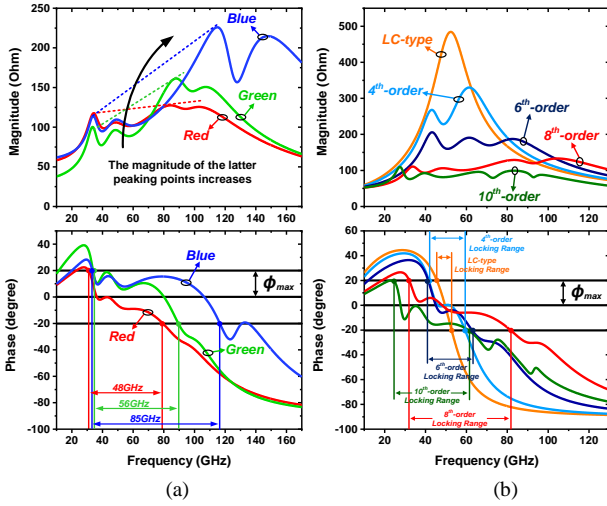 250
200
150
100
50
0
Magnitude (Ohm)
Blue
Green
Red
The magnitude of the latter
peaking points increases
20 40 60 80 100 120 140 160
40
20
0
-20
-40
-60
-80
-100
Phase (degree)
Blue
ϕmax
Red
Green
48GHz
56GHz
85GHz
20 40 60 80 100 120 140 160
Frequency (GHz)
(a)
500
400
300
200
100
0
Magnitude (Ohm)
LC-type
4th-order
6th-order
8th-order
10th-order
20 40 60 80 100 120
100
80
60
40
20
0
-20
-40
-60
-80
-100
Phase (degree)
4th-order
Locking Range
LC-type
Locking Range
ϕmax
6th-order
Locking Range
10th-order
Locking Range
8th-order
Locking Range
20 40 60 80 100 120
Frequency (GHz)
(b)